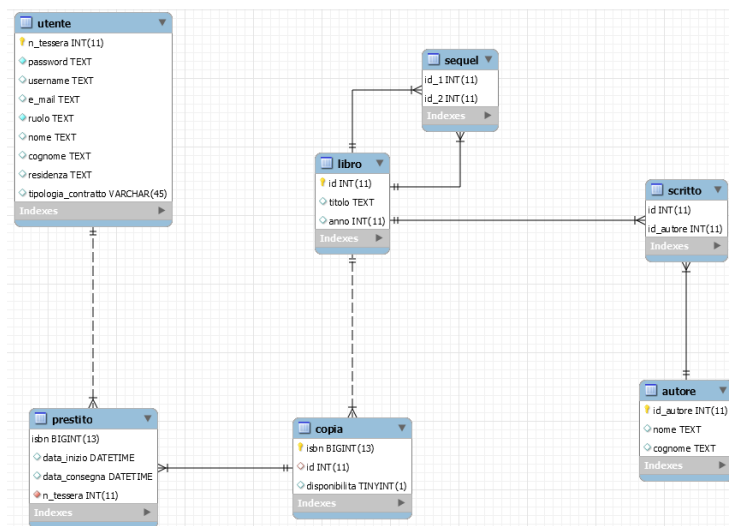 utente
n_tessera INT(11)
password TEXT
username TEXT
e_mail TEXT
ruolo TEXT
nome TEXT
cognome TEXT
residenza TEXT
tipologia_contratto VARCHAR(45)
Indexes
sequel
id_1 INT(11)
id_2 INT(11)
Indexes
libro
id INT(11)
titolo TEXT
anno INT(11)
Indexes
scritto
id INT(11)
id_autore INT(11)
Indexes
prestito
isbn BIGINT(13)
data_inizio DATETIME
data_consegna DATETIME
n_tessera INT(11)
Indexes
copia
isbn BIGINT(13)
id INT(11)
disponibilita TINYINT(1)
Indexes
autore
id_autore INT(11)
nome TEXT
cognome TEXT
Indexes